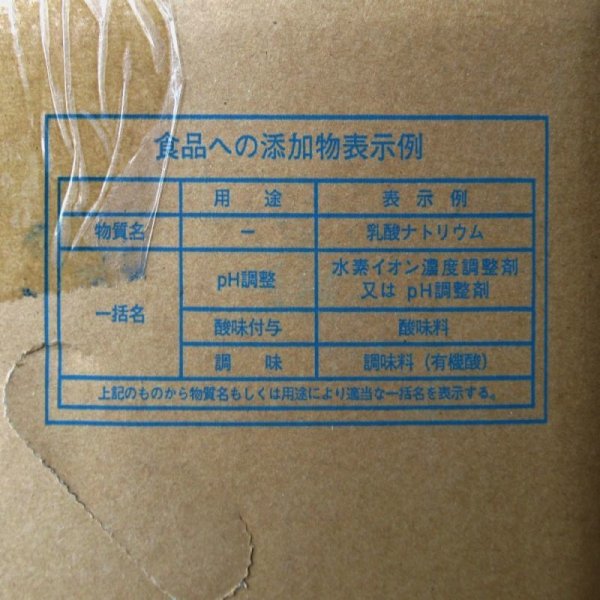 食品への添加物表示例
用途 表示例
物質名 ー 乳酸ナトリウム
一括名 pH調整 水素イオン濃度調整剤
又は pH調整剤
酸味付与 酸味料
調味 調味料(有機酸)
上記のものから物質名もしくは用途により適当な一括名を表示する。